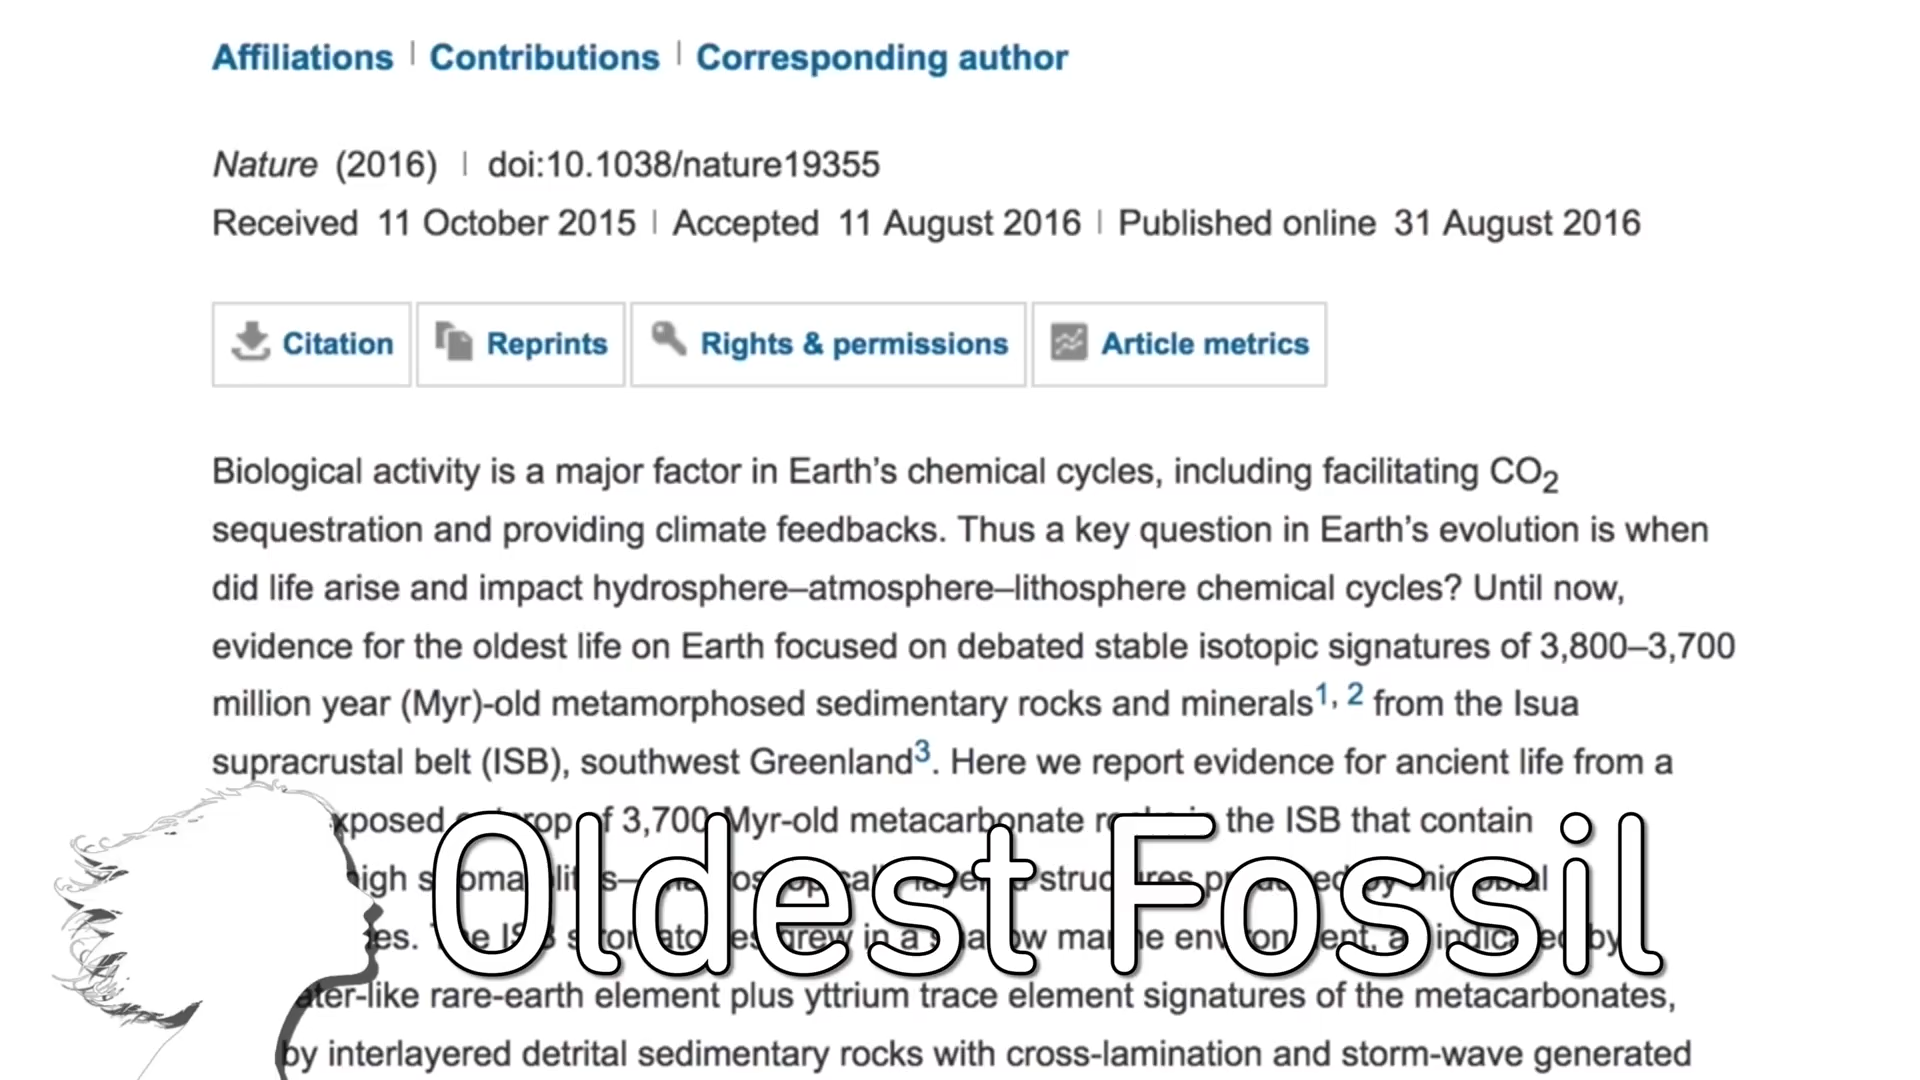 Affiliations | Contributions | Corresponding author
Nature (2016) | doi:10.1038/nature19355
Received 11 October 2015 | Accepted 11 August 2016 | Published online 31 August 2016
Citation Reprints Rights & permissions Article metrics
Biological activity is a major factor in Earth’s chemical cycles, including facilitating CO₂
sequestration and providing climate feedbacks. Thus a key question in Earth’s evolution is when
did life arise and impact hydrosphere–atmosphere–lithosphere chemical cycles? Until now,
evidence for the oldest life on Earth focused on debated stable isotopic signatures of 3,800–3,700
million year (Myr)-old metamorphosed sedimentary rocks and minerals1, 2 from the Isua
supracrustal belt (ISB), southwest Greenland3. Here we report evidence for ancient life from a
3,700 Myr-old metacarbonate the ISB that contain
Oldest Fossil
grew in a
rare-earth element plus yttrium trace element signatures of the metacarbonates,
by interlayered detrital sedimentary rocks with cross-lamination and storm-wave generated